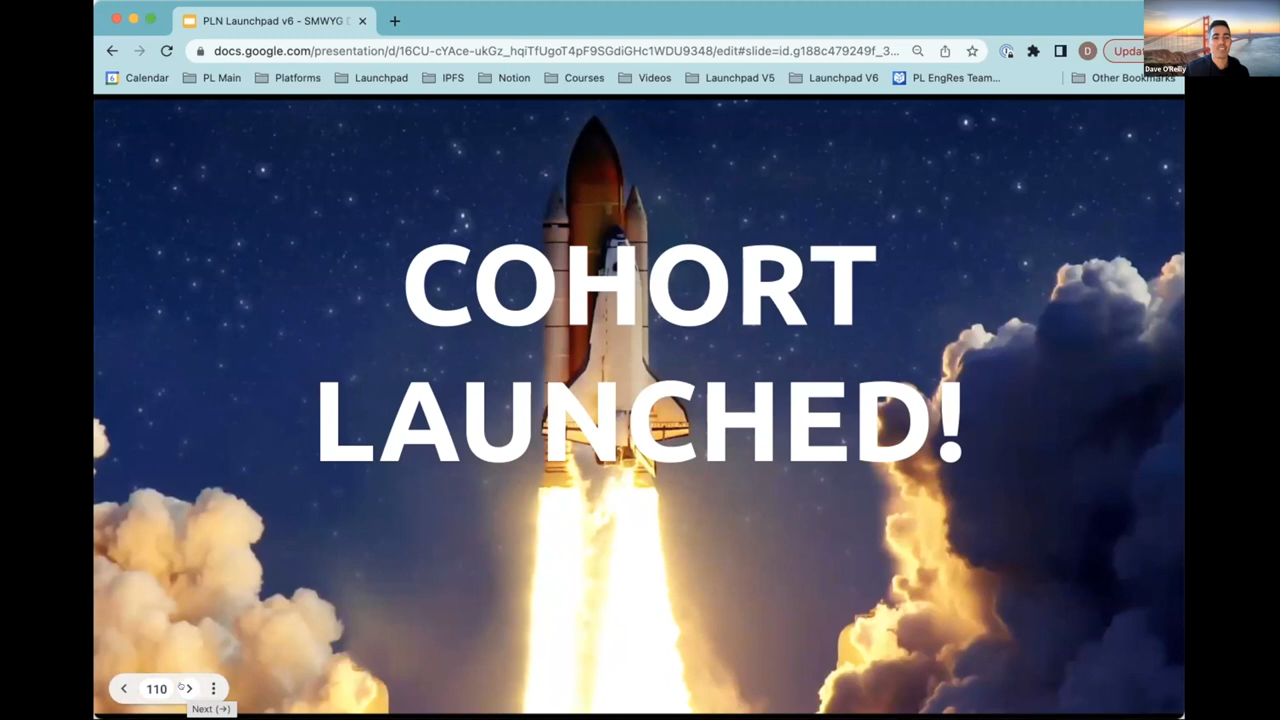 PLN Launchpad v6 - SMWYG D
docs.google.com/presentation/d/16CU-cYAce-ukGz_hqiTfUgoT4pF9SGdiGHc1WDU9348/edit#slide=id.g188c479249f_3...
D
Upda
Dave O'Reilly
6
Calendar
PL Main
Platforms
Launchpad
IPFS
Notion
Courses
Videos
Launchpad V5
Launchpad V6
PL EngRes Team...
Other Bookmarks
COHORT
LAUNCHED!
110
Next (→)